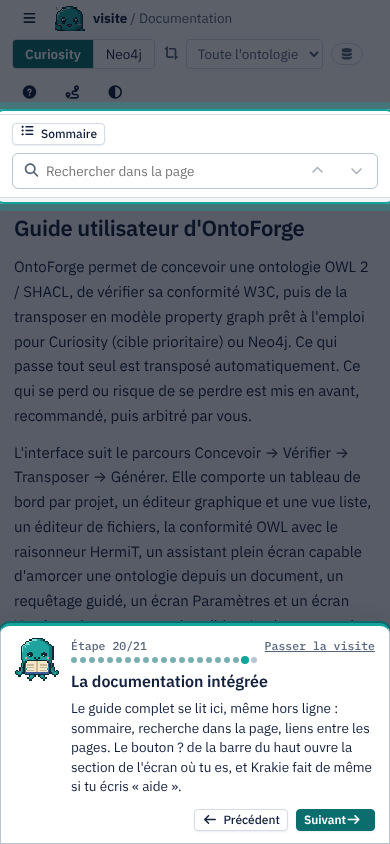 visite / Documentation
Curiosity Neo4j Toute l'ontologie
?
Sommaire
Rechercher dans la page
Guide utilisateur d'OntoForge
OntoForge permet de concevoir une ontologie OWL 2
/ SHACL, de vérifier sa conformité W3C, puis de la
transposer en modèle property graph prêt à l'emploi
pour Curiosity (cible prioritaire) ou Neo4j. Ce qui
passe tout seul est transposé automatiquement. Ce
qui se perd ou risque de se perdre est mis en avant,
recommandé, puis arbitré par vous.
L'interface suit le parcours Concevoir → Vérifier →
Transposer → Générer. Elle comporte un tableau de
bord par projet, un éditeur graphique et une vue liste,
un éditeur de fichiers, la conformité OWL avec le
raisonneur HermiT, un assistant plein écran capable
d'amorcer une ontologie depuis un document, un
requêtage guidé, un écran Paramètres et un écran
Étape 20/21 Passer la visite
La documentation intégrée
Le guide complet se lit ici, même hors ligne :
sommaire, recherche dans la page, liens entre les
pages. Le bouton ? de la barre du haut ouvre la
section de l'écran où tu es, et Krakie fait de même
si tu écris « aide ».
← Précédent Suivant→